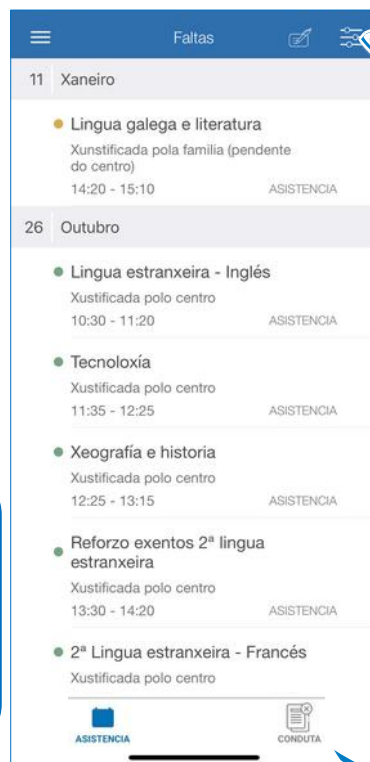 Faltas
11 Xaneiro
Lingua galega e literatura
Xunstificada pola familia (pendente
do centro)
14:20 - 15:10 ASISTENCIA
26 Outubro
Lingua estranxeira - Inglés
Xustificada polo centro
10:30 - 11:20 ASISTENCIA
Tecnoloxía
Xustificada polo centro
11:35 - 12:25 ASISTENCIA
Xeografía e historia
Xustificada polo centro
12:25 - 13:15 ASISTENCIA
Reforzo exentos 2ª lingua
estranxeira
Xustificada polo centro
13:30 - 14:20 ASISTENCIA
2ª Lingua estranxeira - Francés
Xustificada polo centro
ASISTENCIA CONDUTA